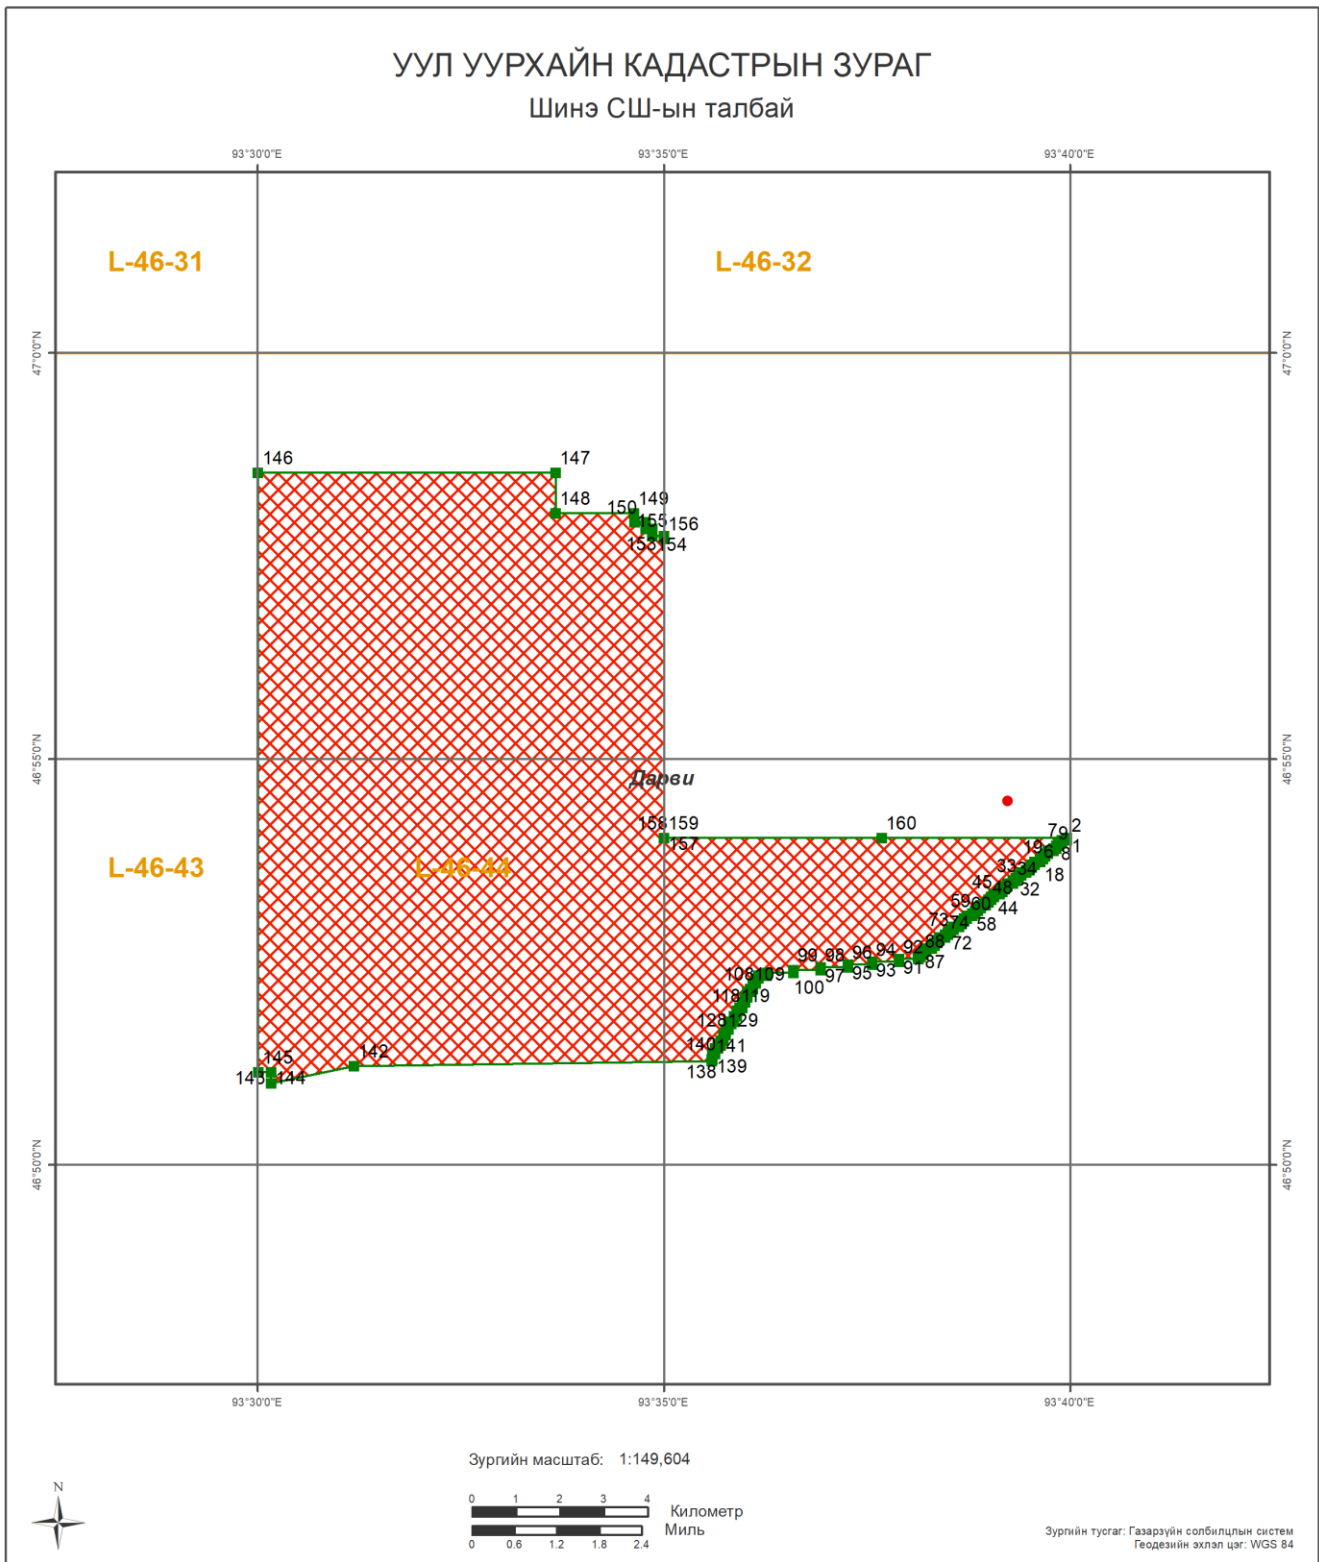 УУЛ УУРХАЙН КАДАСТРЫН ЗУРАГ
Шинэ СШ-ын талбай
93°30'0"E 93°35'0"E 93°40'0"E
L-46-31 L-46-32
47°0'0"N 47°0'0"N
146 147
148 150 149
155 156
153 154
46°55'0"N 46°55'0"N
Дарви
158 159 160 79 2
157 19 6 8 1
L-46-43 L-46-44 33 34 18
45 48 32
59 60 44
73 74 58
88 72
99 98 96 94 92 87
108 109 100 97 95 93 91
118 119
128 129
140 141
145 142 138 139
143 144
46°50'0"N 46°50'0"N
93°30'0"E 93°35'0"E 93°40'0"E
Зургийн масштаб: 1:149,604
N
0 1 2 3 4
Километр
Миль
0 0.6 1.2 1.8 2.4
Зургийн тусгаг: Газарзүйн солбилцлын систем
Геодезийн эхлэл цэг: WGS 84